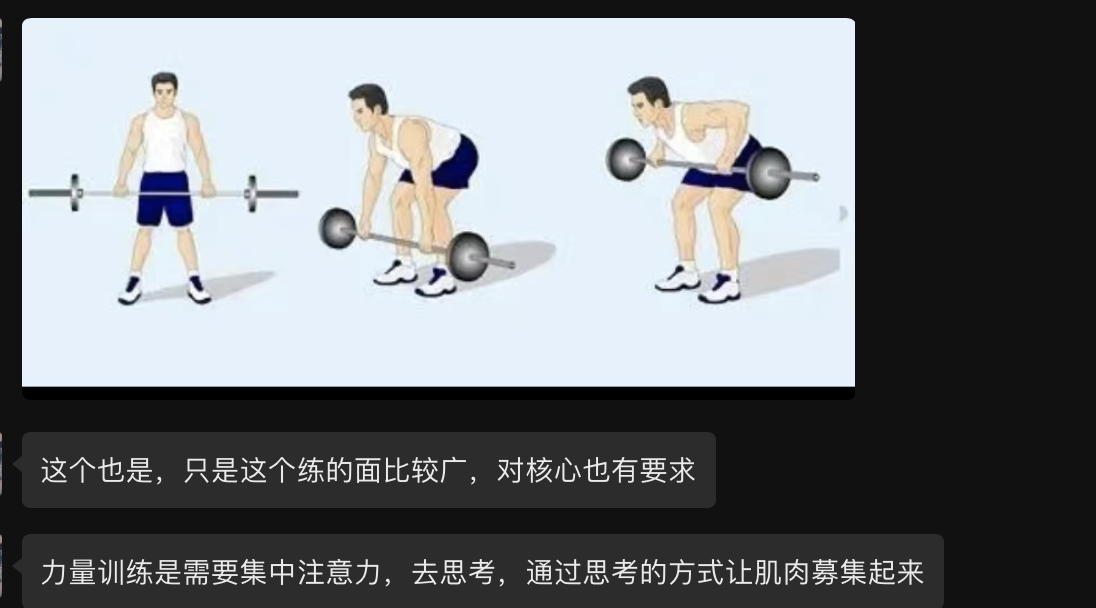 这个也是，只是这个练的面比较广，对核心也有要求
力量训练是需要集中注意力，去思考，通过思考的方式让肌肉募集起来